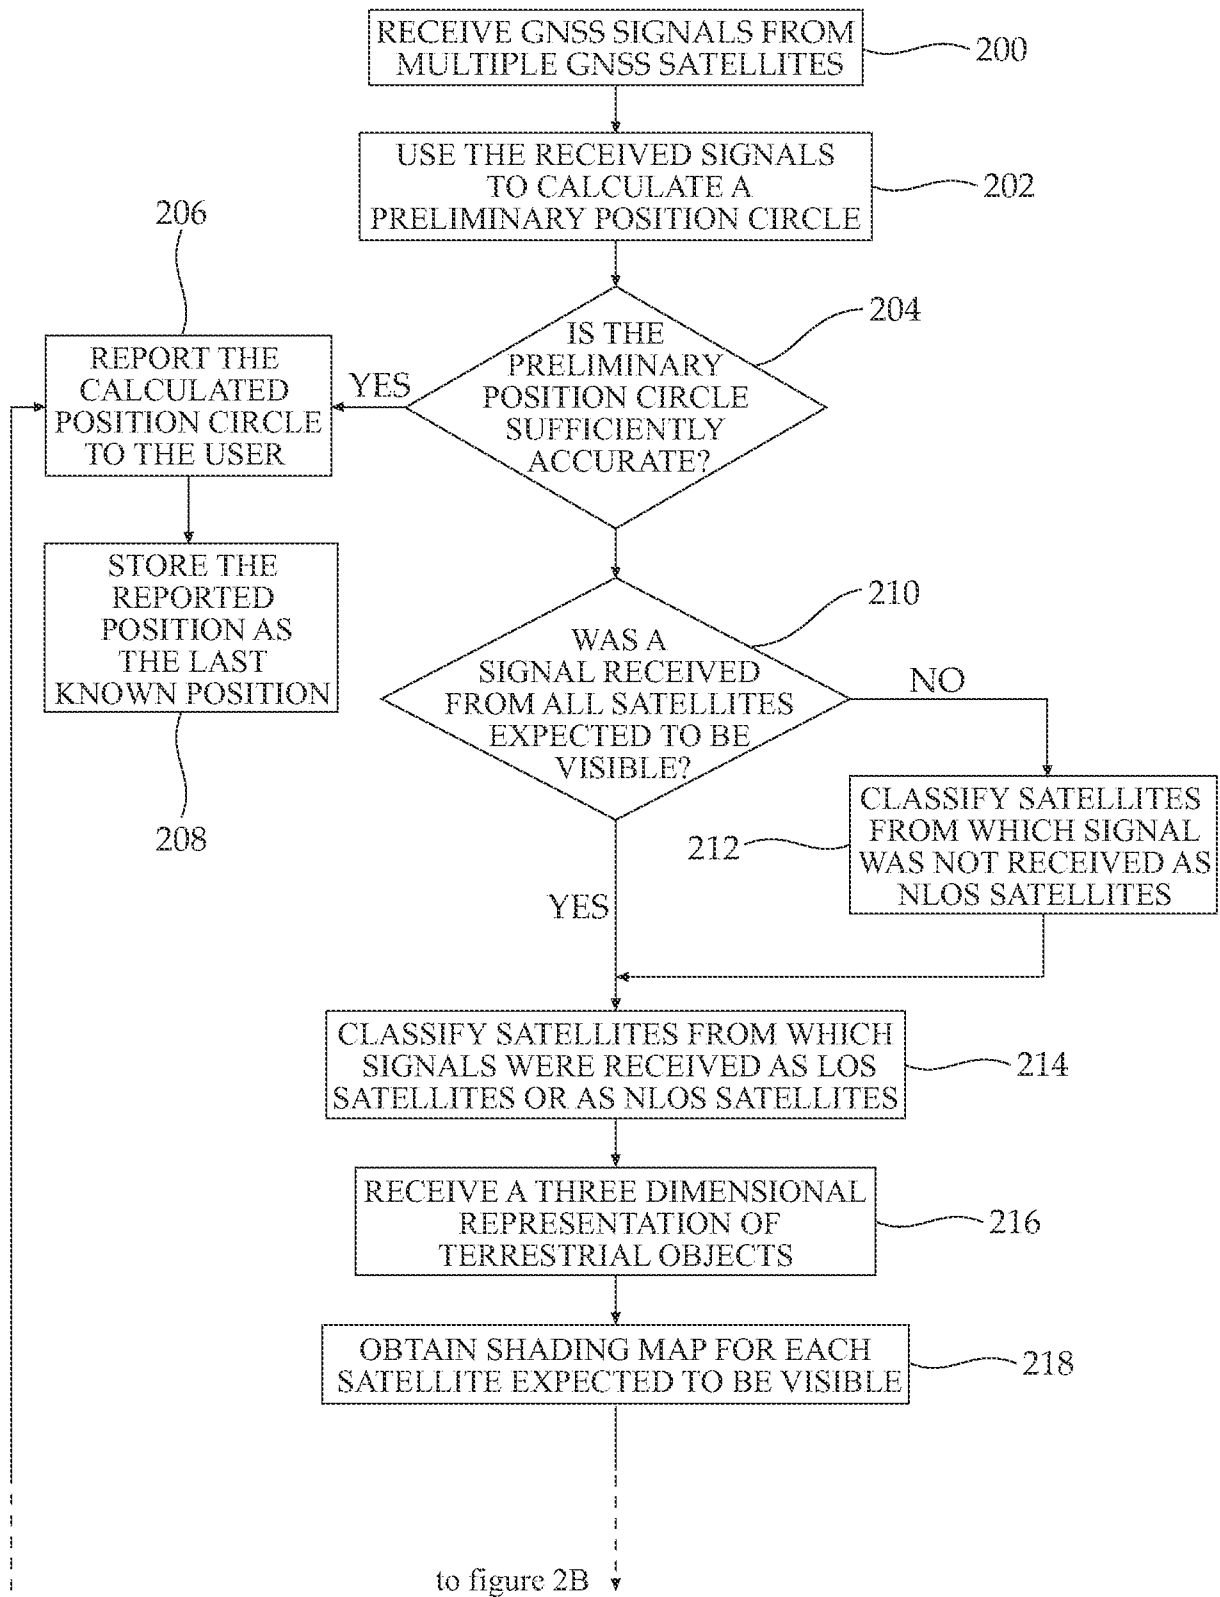 RECEIVE GNSS SIGNALS FROM
MULTIPLE GNSS SATELLITES
200
USE THE RECEIVED SIGNALS
TO CALCULATE A
PRELIMINARY POSITION CIRCLE
202
206
204
IS THE
PRELIMINARY
POSITION CIRCLE
SUFFICIENTLY
ACCURATE?
YES
REPORT THE
CALCULATED
POSITION CIRCLE
TO THE USER
STORE THE
REPORTED
POSITION AS
THE LAST
KNOWN POSITION
208
210
WAS A
SIGNAL RECEIVED
FROM ALL SATELLITES
EXPECTED TO BE
VISIBLE?
NO
212
CLASSIFY SATELLITES
FROM WHICH SIGNAL
WAS NOT RECEIVED AS
NLOS SATELLITES
YES
CLASSIFY SATELLITES FROM WHICH
SIGNALS WERE RECEIVED AS LOS
SATELLITES OR AS NLOS SATELLITES
214
RECEIVE A THREE DIMENSIONAL
REPRESENTATION OF
TERRESTRIAL OBJECTS
216
OBTAIN SHADING MAP FOR EACH
SATELLITE EXPECTED TO BE VISIBLE
218
to figure 2B